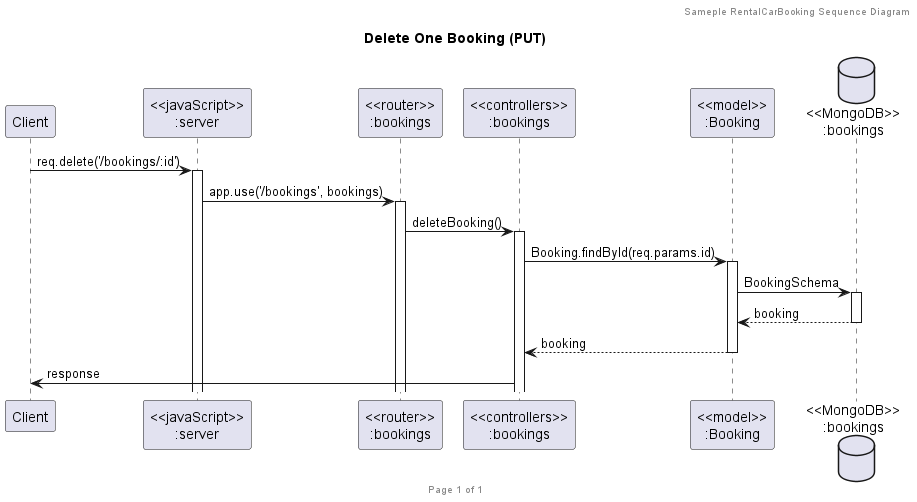 Sameple RentalCarBooking Sequence Diagram
Delete One Booking (PUT)
Client
<<javaScript>>
:server
<<router>>
:bookings
<<controllers>>
:bookings
<<model>>
:Booking
<<MongoDB>>
:bookings
req.delete('/bookings/:id')
app.use('/bookings', bookings)
deleteBooking()
Booking.findById(req.params.id)
BookingSchema
booking
booking
response
Client
<<javaScript>>
:server
<<router>>
:bookings
<<controllers>>
:bookings
<<model>>
:Booking
<<MongoDB>>
:bookings
Page 1 of 1